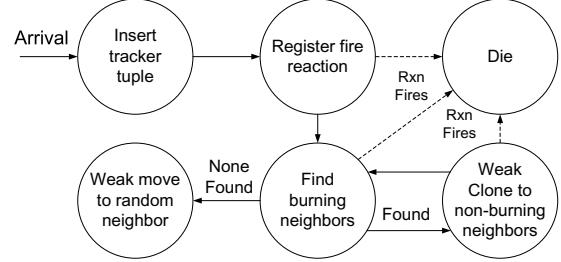 Arrival
Insert
tracker
tuple
Register fire
reaction
Die
Rxn
Fires
Rxn
Fires
Weak move
to random
neighbor
None
Found
Find
burning
neighbors
Found
Weak
Clone to
non-burning
neighbors